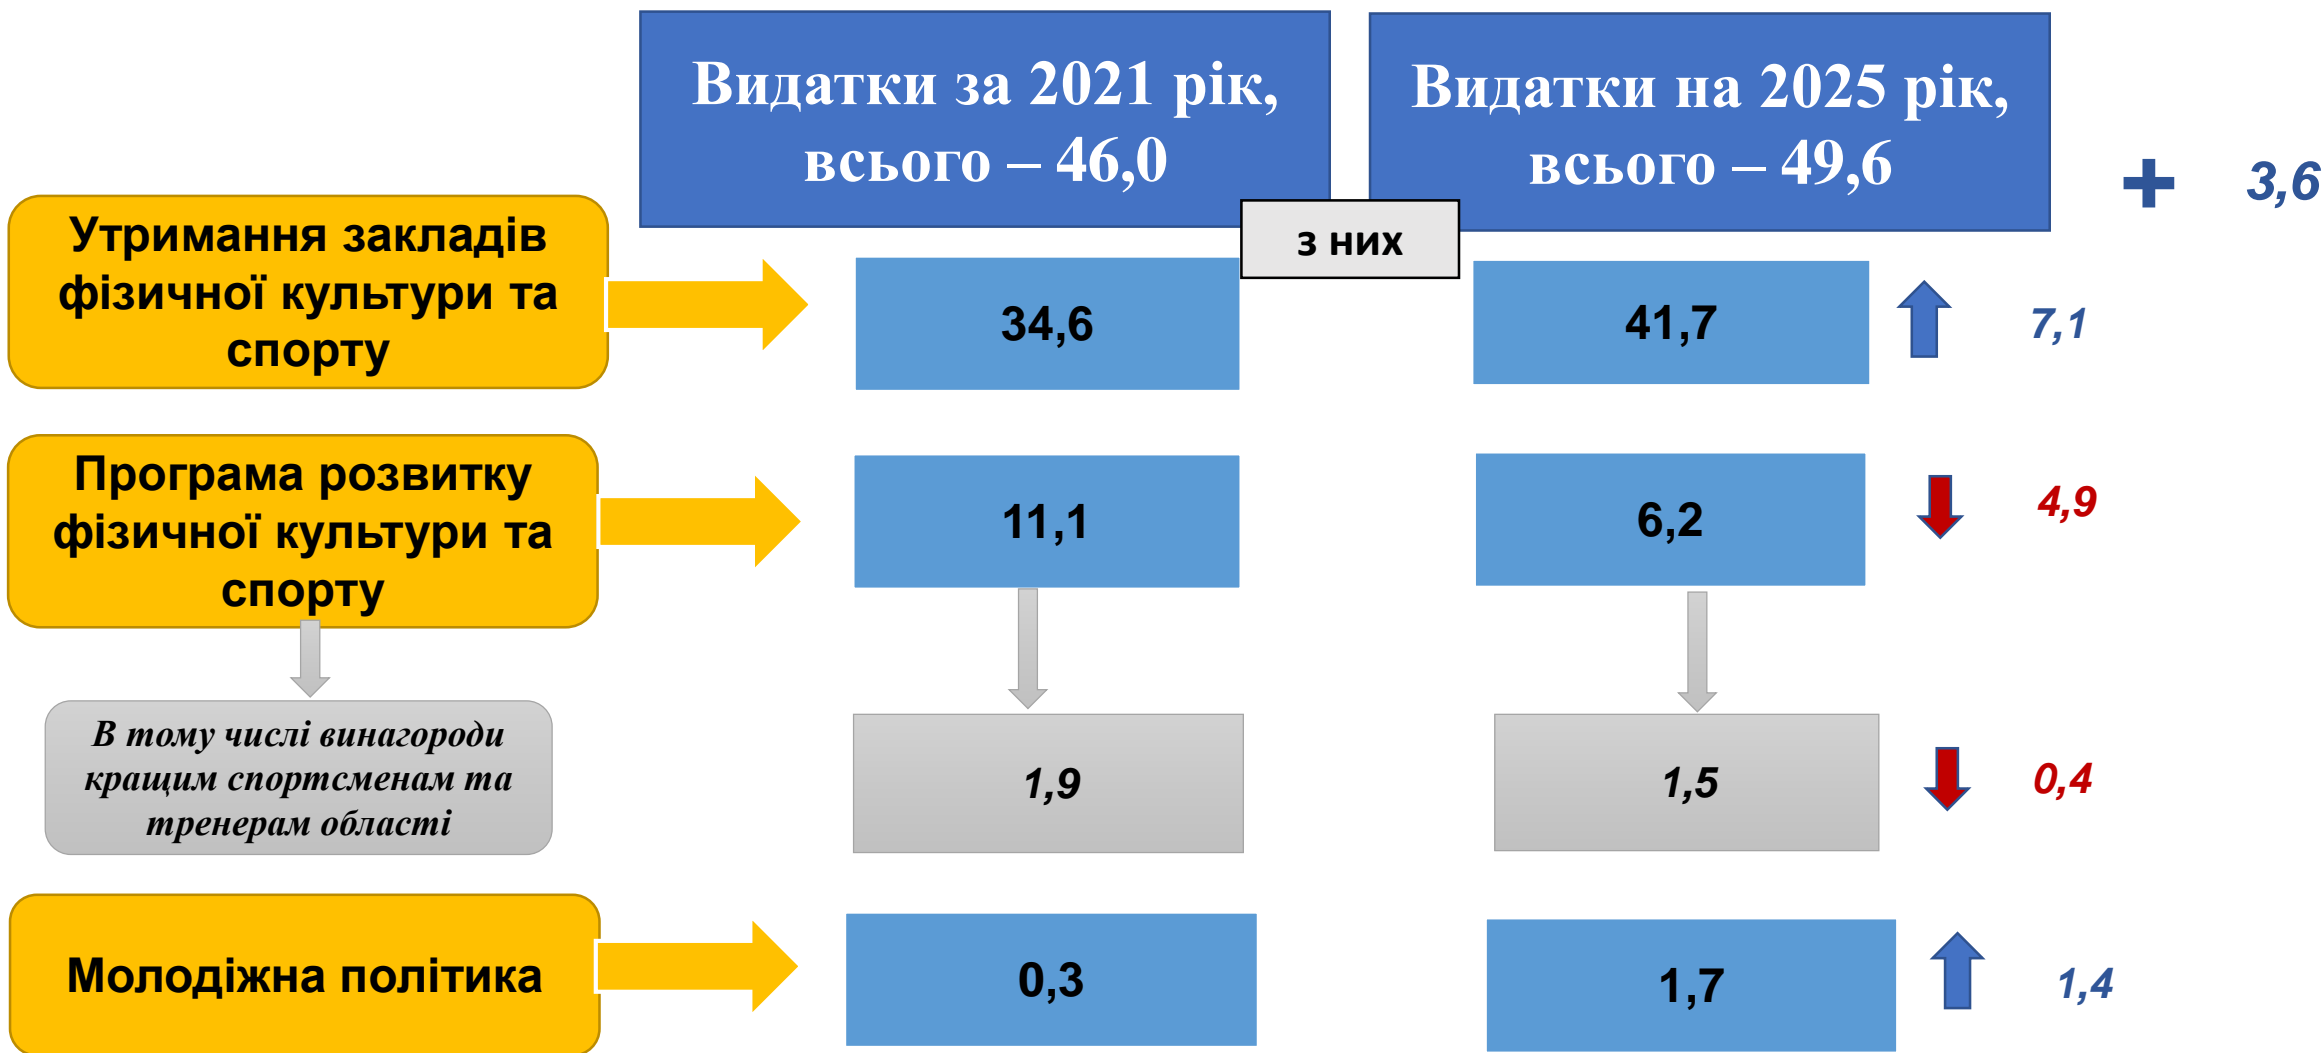 Видатки за 2021 рік,
всього – 46,0
Видатки на 2025 рік,
всього – 49,6
+ 3,6
з них
Утримання закладів
фізичної культури та
спорту
34,6
41,7
7,1
Програма розвитку
фізичної культури та
спорту
11,1
6,2
4,9
В тому числі винагороди
кращим спортсменам та
тренерам області
1,9
1,5
0,4
Молодіжна політика
0,3
1,7
1,4